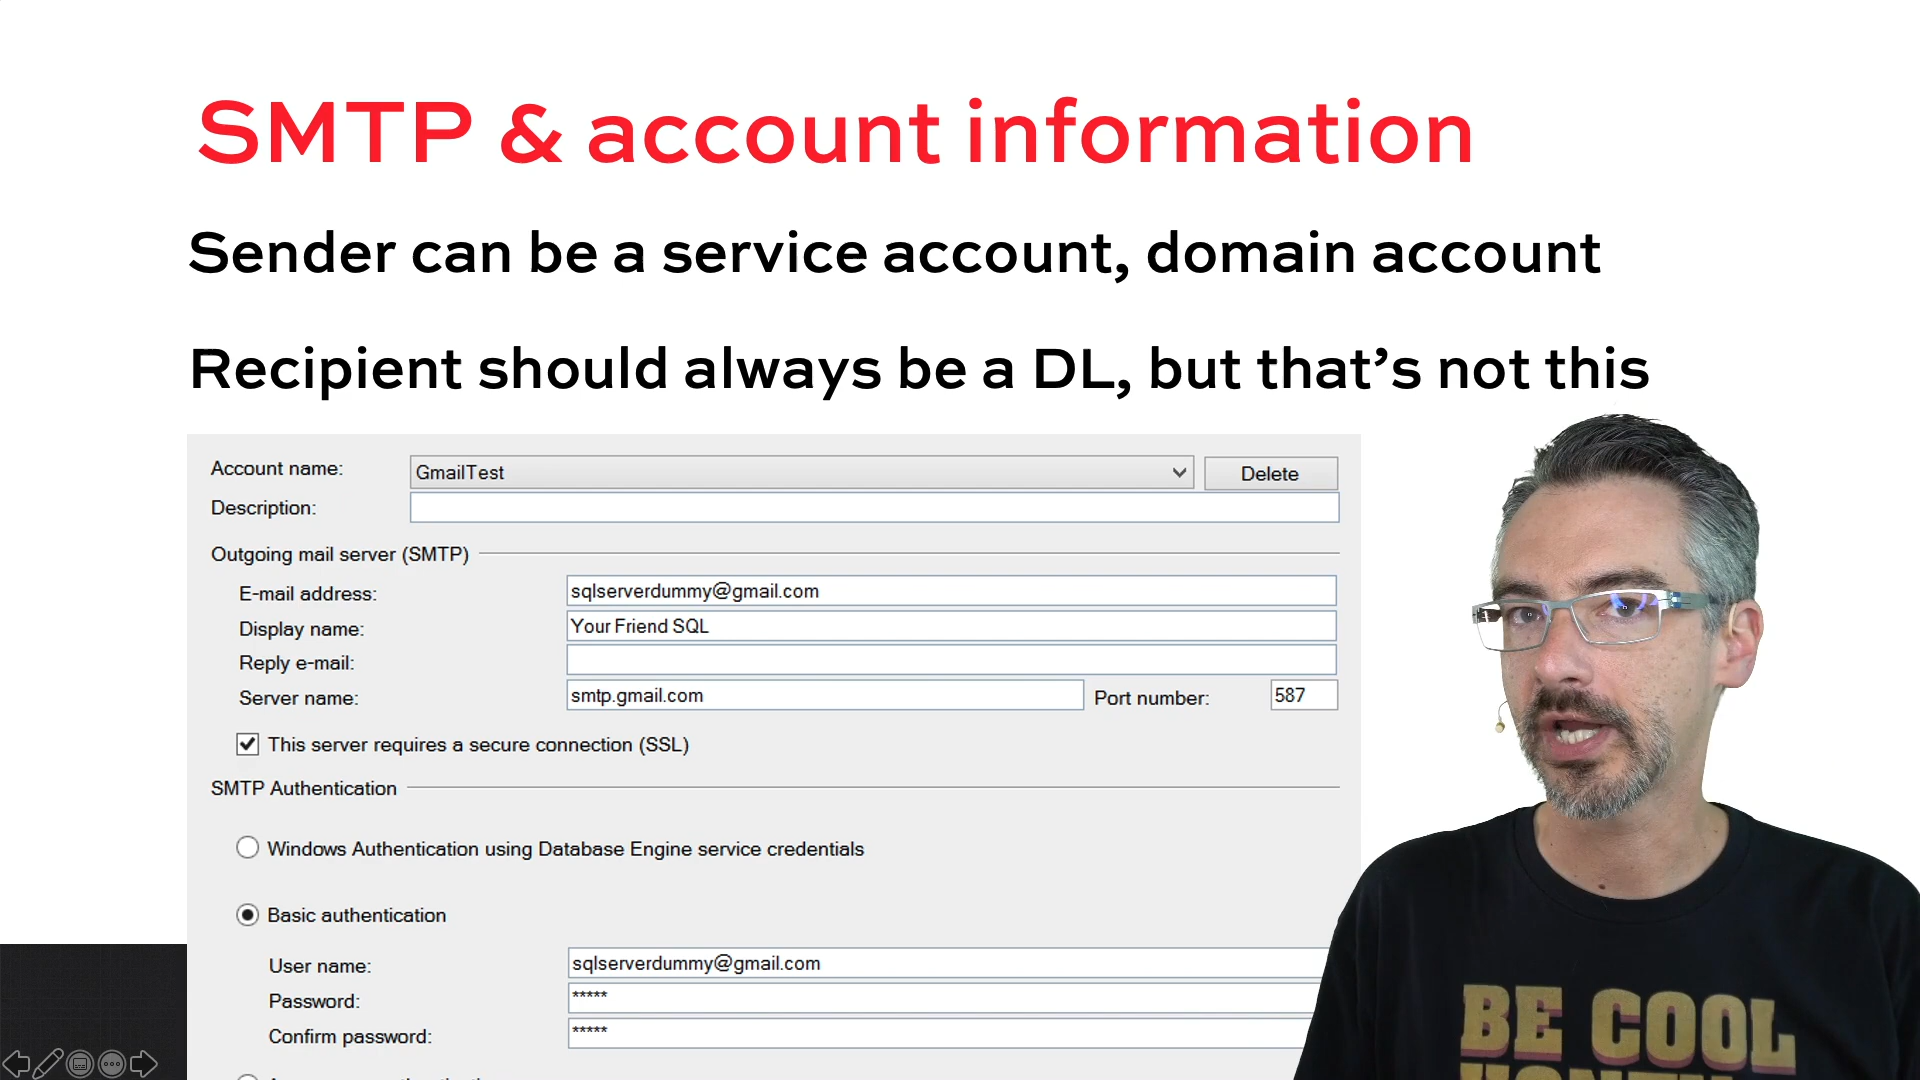 SMTP & account information
Sender can be a service account, domain account
Recipient should always be a DL, but that's not this
Account name: GmailTest Delete
Description:
Outgoing mail server (SMTP)
E-mail address: sqlserverdummy@gmail.com
Display name: Your Friend SQL
Reply e-mail:
Server name: smtp.gmail.com Port number: 587
This server requires a secure connection (SSL)
SMTP Authentication
Windows Authentication using Database Engine service credentials
Basic authentication
User name: sqlserverdummy@gmail.com
Password: *****
Confirm password: *****
BE COOL